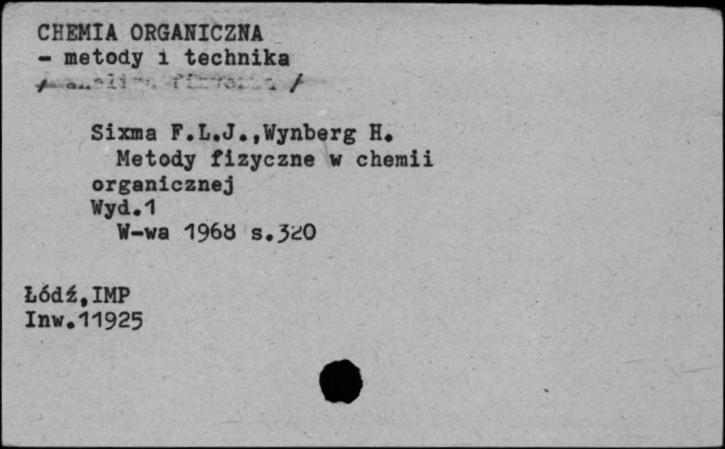 CHEMIA ORGANICZNA
- metody i technika
/ /
Sixma F.L.J.,Wynberg H.
Metody fizyczne w chemii
organicznej
Wyd.1
W-wa 1968 s.320
Łódź,IMP
Inw.11925